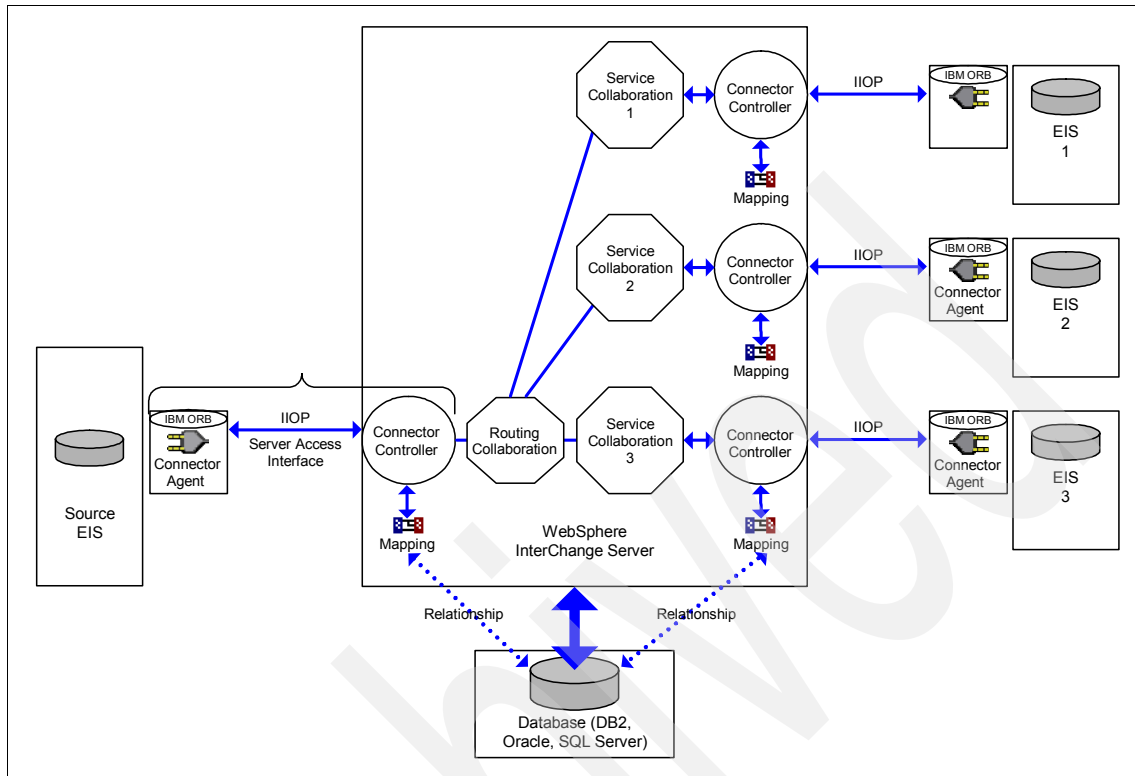 Service
Collaboration
1
Connector
Controller
IIOP
IBM ORB
EIS
1
Mapping
Service
Collaboration
2
Connector
Controller
IIOP
IBM ORB
Connector
Agent
EIS
2
Mapping
Source
EIS
IBM ORB
Connector
Agent
IIOP
Server Access
Interface
Connector
Controller
Routing
Collaboration
Service
Collaboration
3
Connector
Controller
IIOP
IBM ORB
Connector
Agent
EIS
3
Mapping
WebSphere
InterChange Server
Mapping
Relationship
Relationship
Database (DB2,
Oracle, SQL Server)
hived